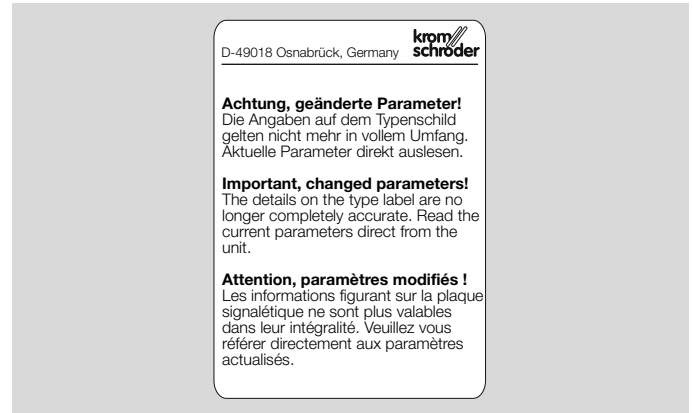 D-49018 Osnabrück, Germany
krom//
schröder
Achtung, geänderte Parameter!
Die Angaben auf dem Typenschild
gelten nicht mehr in vollem Umfang.
Aktuelle Parameter direkt auslesen.
Important, changed parameters!
The details on the type label are no
longer completely accurate. Read the
current parameters direct from the
unit.
Attention, paramètres modifiés !
Les informations figurant sur la plaque
signalétique ne sont plus valables
dans leur intégralité. Veuillez vous
référer directement aux paramètres
actualisés.